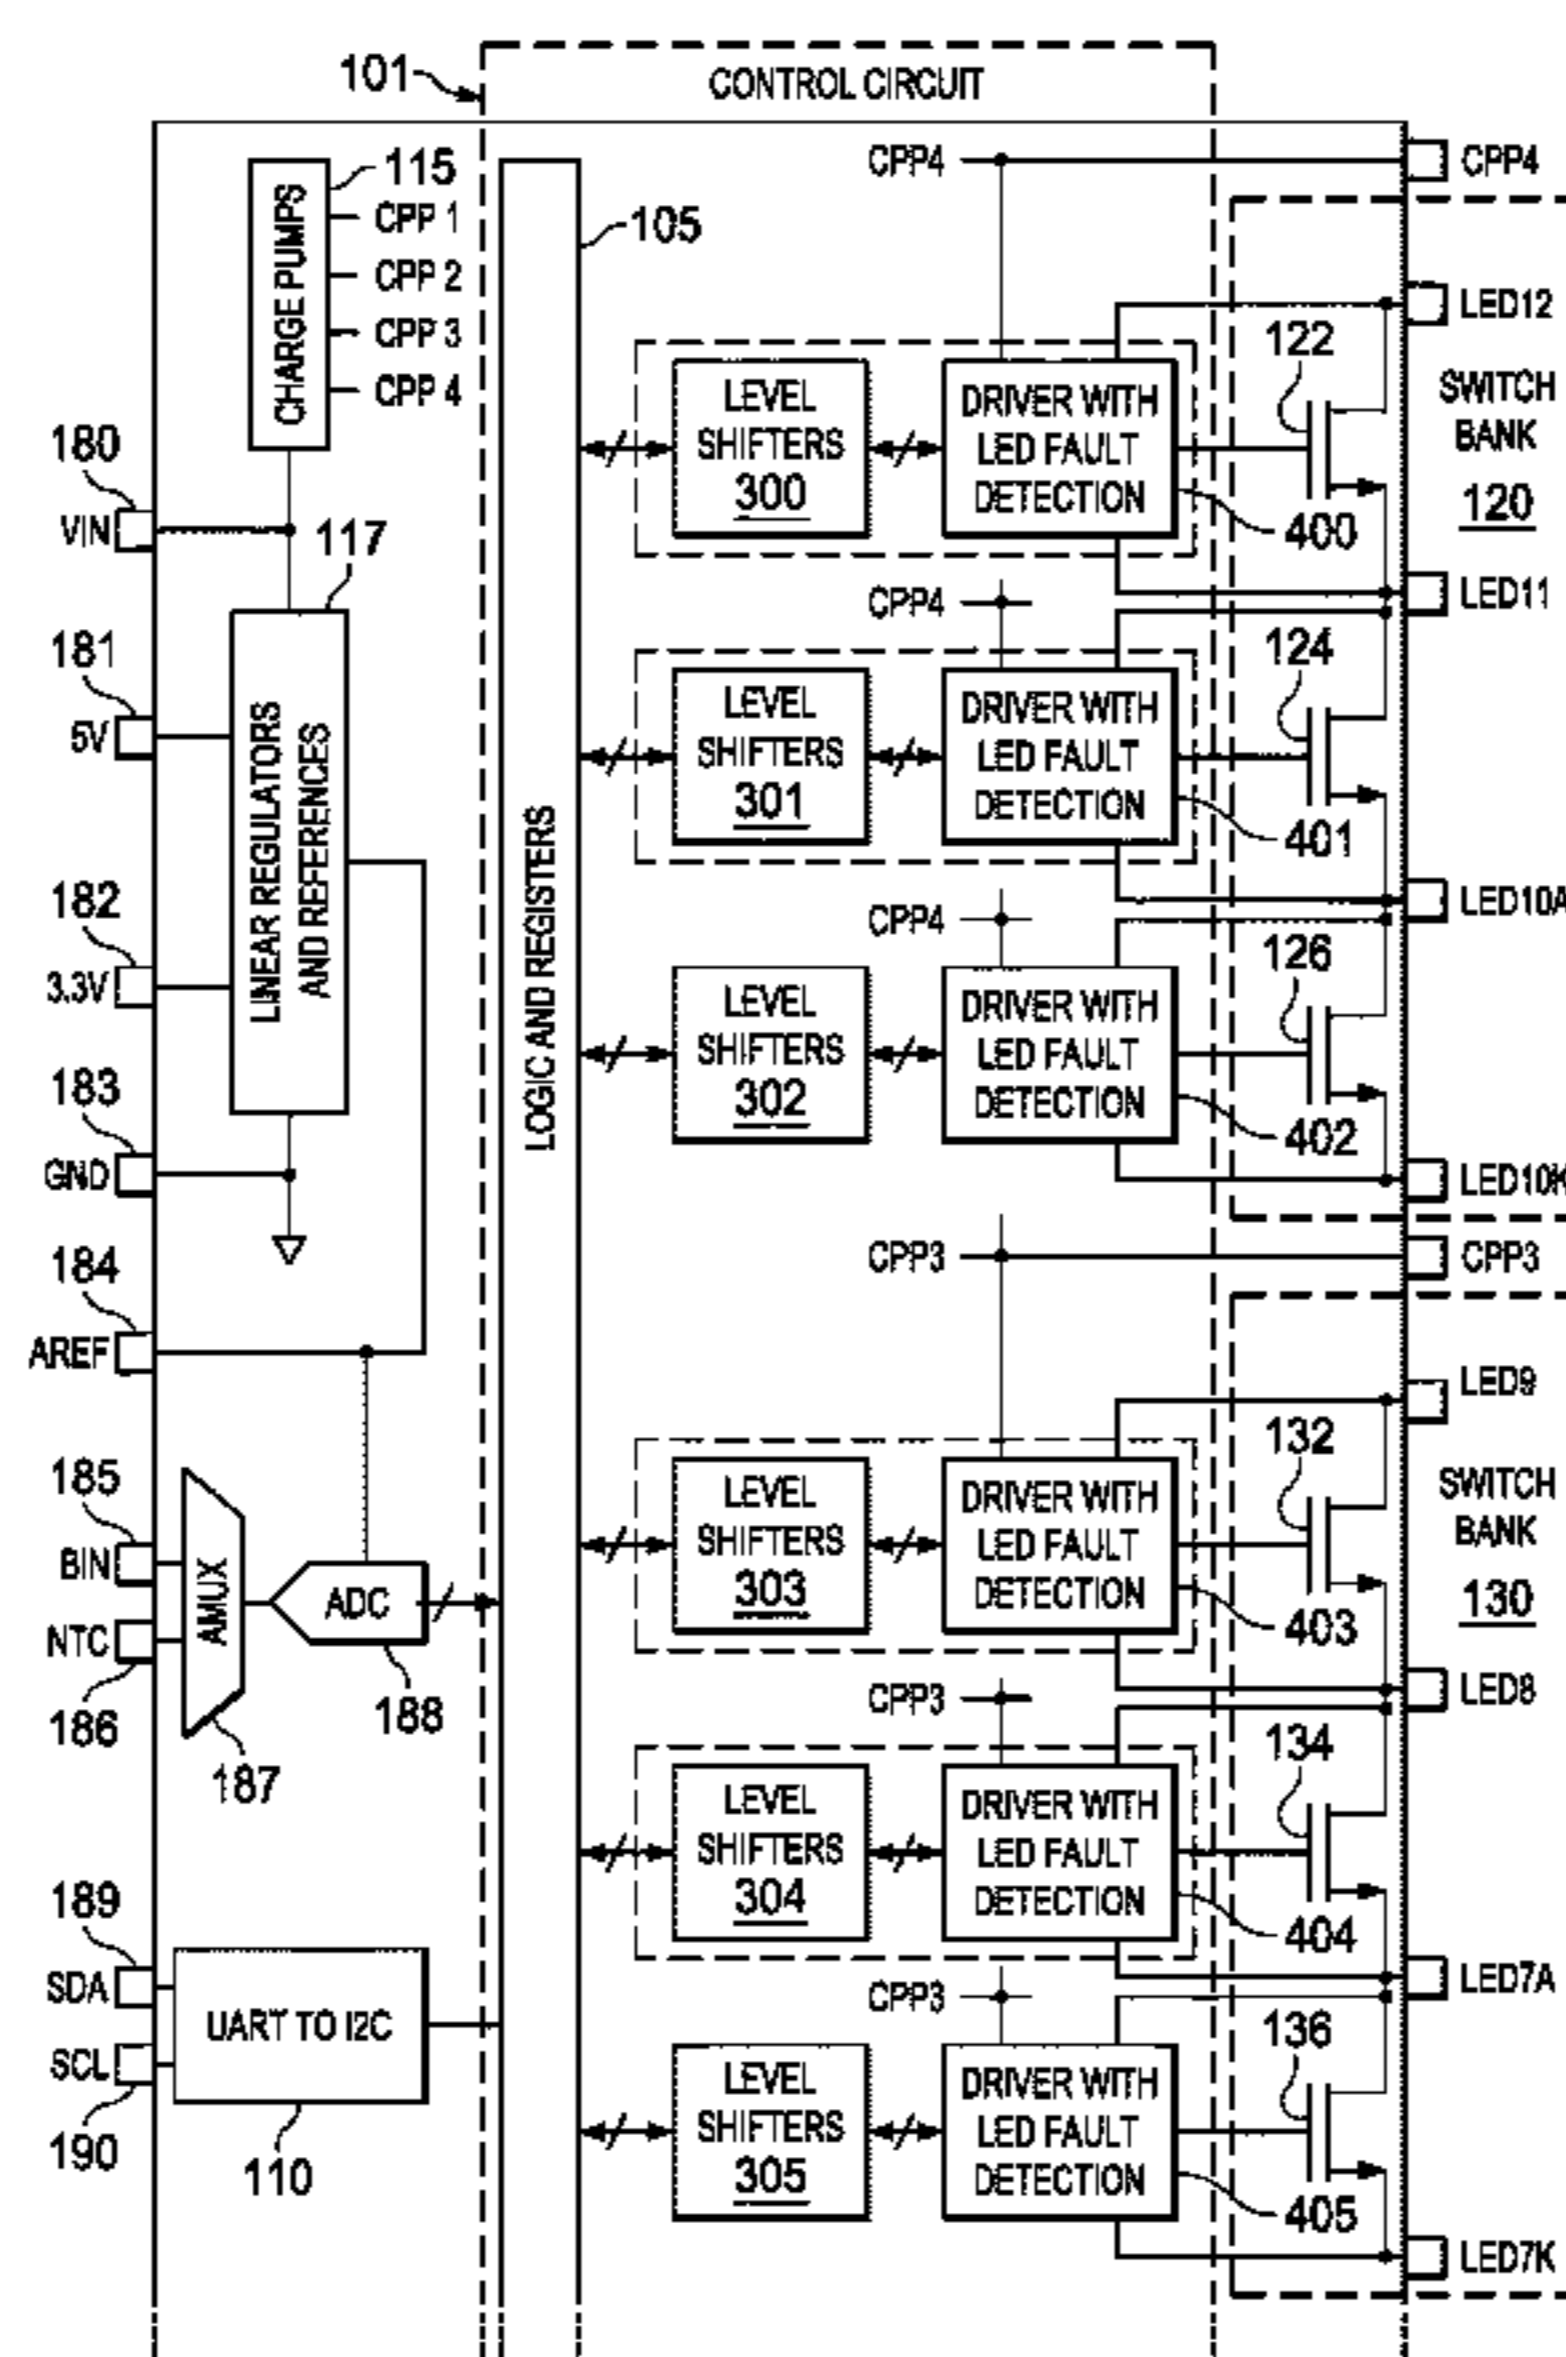 101
CONTROL CIRCUIT
115
CHARGE PUMPS
CPP 1
CPP 2
CPP 3
CPP 4
105
LOGIC AND REGISTERS
180
VIN
117
LINEAR REGULATORS
AND REFERENCES
181
5V
182
3.3V
183
GND
184
AREF
185
BIN
NTC
186
AMUX
187
ADC
188
189
SDA
SCL
190
UART TO I2C
110
CPP4
CPP4
LED12
LEVEL
SHIFTERS
300
DRIVER WITH
LED FAULT
DETECTION
400
122
SWITCH
BANK
120
CPP4
LED11
LEVEL
SHIFTERS
301
DRIVER WITH
LED FAULT
DETECTION
401
124
CPP4
LED10A
LEVEL
SHIFTERS
302
DRIVER WITH
LED FAULT
DETECTION
402
126
LED10K
CPP3
CPP3
LED9
LEVEL
SHIFTERS
303
DRIVER WITH
LED FAULT
DETECTION
403
132
SWITCH
BANK
130
CPP3
LED8
LEVEL
SHIFTERS
304
DRIVER WITH
LED FAULT
DETECTION
404
134
CPP3
LED7A
LEVEL
SHIFTERS
305
DRIVER WITH
LED FAULT
DETECTION
405
136
LED7K